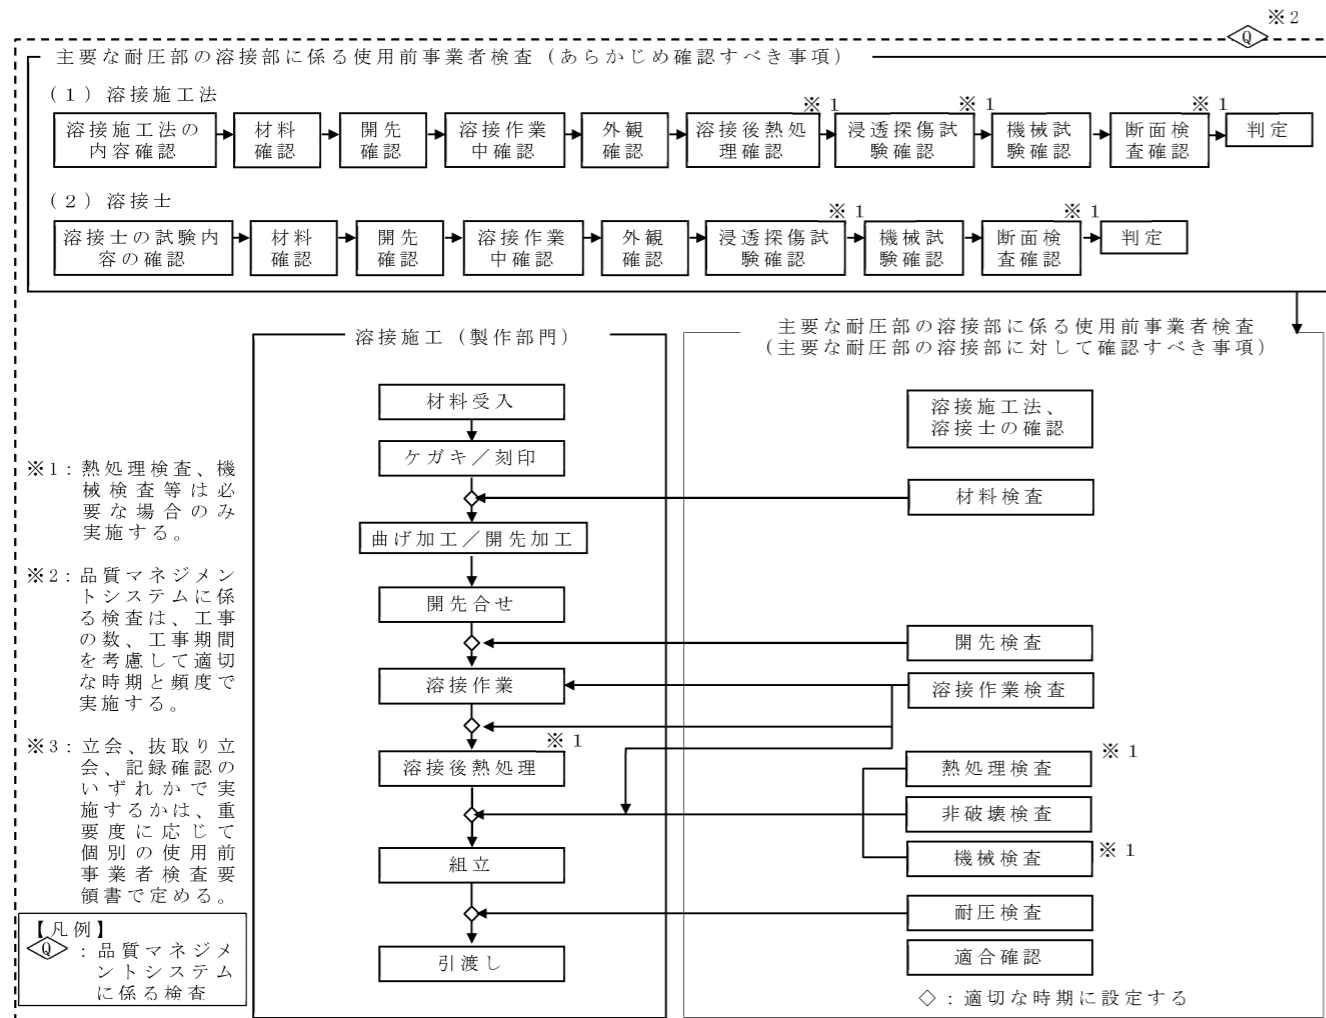 ※2
Q
主要な耐圧部の溶接部に係る使用前事業者検査（あらかじめ確認すべき事項）
（1）溶接施工法
※1
※1
※1
溶接施工法の
内容確認
材料
確認
開先
確認
溶接作業
中確認
外観
確認
溶接後熱処
理確認
浸透探傷試
験確認
機械試
験確認
断面検
査確認
判定
（2）溶接士
※1
※1
溶接士の試験内
容の確認
材料
確認
開先
確認
溶接作業
中確認
外観
確認
浸透探傷試
験確認
機械試
験確認
断面検
査確認
判定
溶接施工（製作部門）
材料受入
ケガキ／刻印
曲げ加工／開先加工
開先合せ
溶接作業
※1
溶接後熱処理
組立
引渡し
主要な耐圧部の溶接部に係る使用前事業者検査
（主要な耐圧部の溶接部に対して確認すべき事項）
溶接施工法、
溶接士の確認
材料検査
開先検査
溶接作業検査
熱処理検査
※1
非破壊検査
機械検査
※1
耐圧検査
適合確認
◇：適切な時期に設定する
※1：熱処理検査、機
械検査等は必
要な場合のみ
実施する。
※2：品質マネジメン
トシステムに係
る検査は、工事
の数、工事期間
を考慮して適切
な時期と頻度で
実施する。
※3：立会、抜取り立
会、記録確認の
いずれかで実
施するかは、重
要度に応じて
個別の使用前
事業者検査要
領書で定める。
【凡例】
Q：品質マネジメ
ントシステム
に係る検査